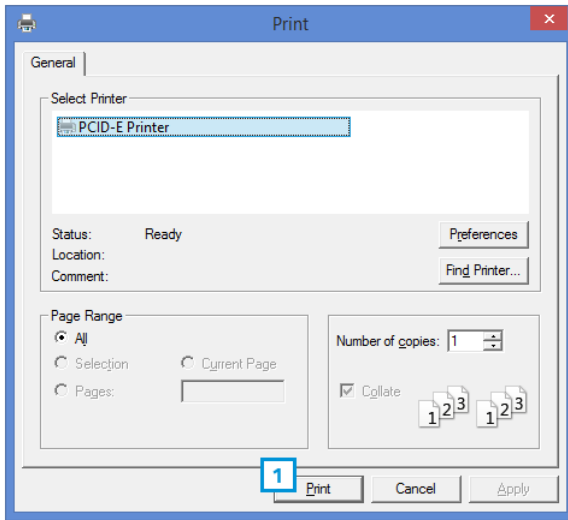 Print
General
Select Printer
PCID-E Printer
Status: Ready
Preferences
Location:
Comment:
Find Printer...
Page Range
All
Selection Current Page
Pages:
Number of copies: 1
Collate
1 2 3 1 2 3
1
Print Cancel Apply